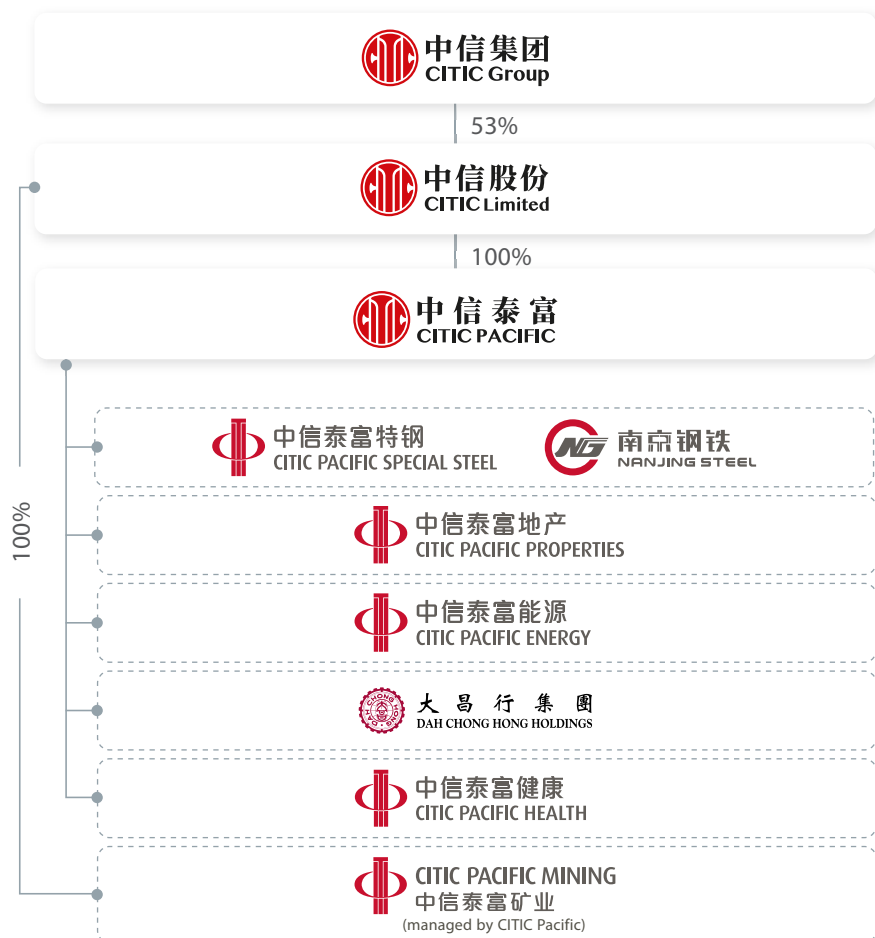 中信集团
CITIC Group
53%
中信股份
CITIC Limited
100%
中信泰富
CITIC PACIFIC
中信泰富特钢
CITIC PACIFIC SPECIAL STEEL
NG
南京钢铁
NANJING STEEL
中信泰富地产
CITIC PACIFIC PROPERTIES
100%
中信泰富能源
CITIC PACIFIC ENERGY
DAH CHONG HONG
大昌行集團
DAH CHONG HONG HOLDINGS
中信泰富健康
CITIC PACIFIC HEALTH
CITIC PACIFIC MINING
中信泰富矿业
(managed by CITIC Pacific)